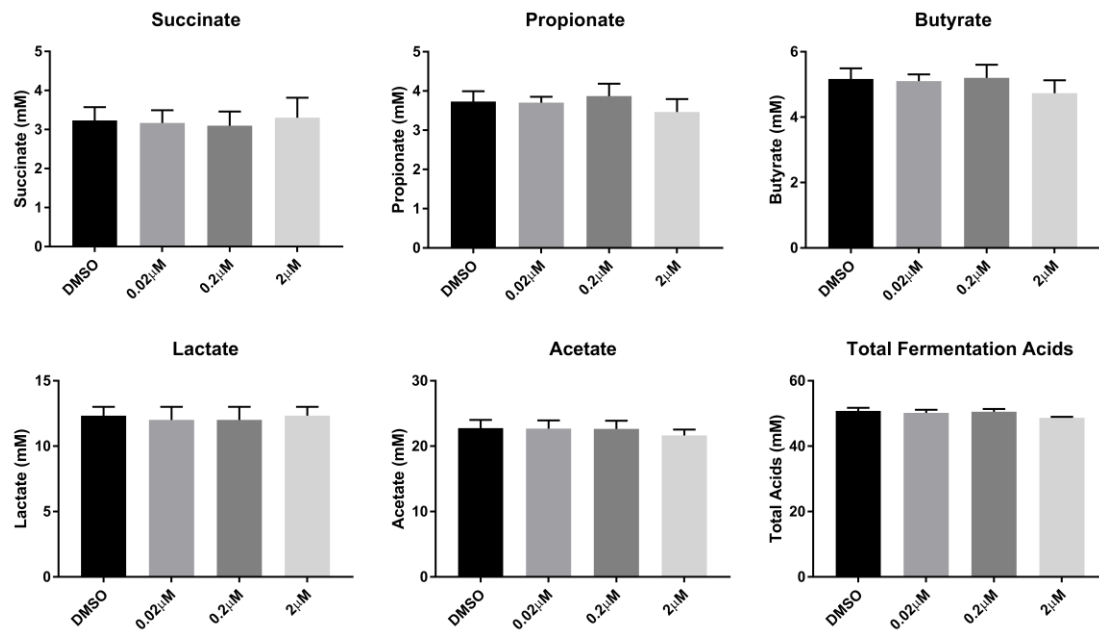 Succinate
Succinate (mM)
5
4
3
2
1
0
DMSO
0.02μM
0.2μM
2μM
Propionate
Propionate (mM)
5
4
3
2
1
0
DMSO
0.02μM
0.2μM
2μM
Butyrate
Butyrate (mM)
6
4
2
0
DMSO
0.02μM
0.2μM
2μM
Lactate
Lactate (mM)
15
10
5
0
DMSO
0.02μM
0.2μM
2μM
Acetate
Acetate (mM)
30
20
10
0
DMSO
0.02μM
0.2μM
2μM
Total Fermentation Acids
Total Acids (mM)
60
40
20
0
DMSO
0.02μM
0.2μM
2μM